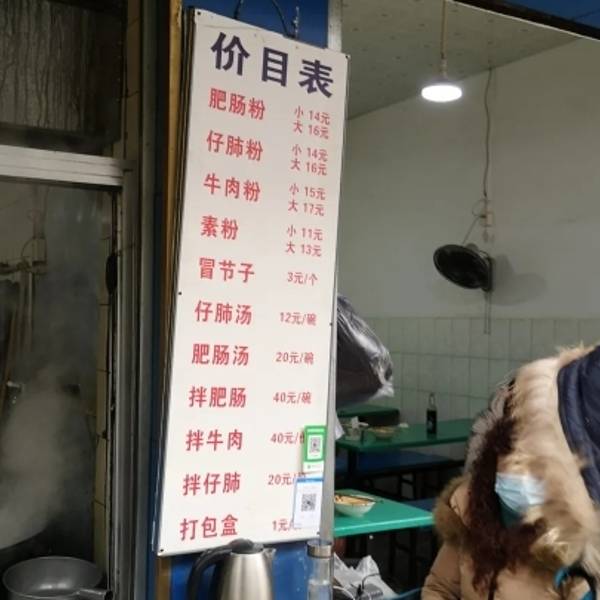 价目表
肥肠粉 小 14元
大 16元
仔肺粉 小 14元
大 16元
牛肉粉 小 15元
大 17元
素粉 小 11元
大 13元
冒节子 3元/个
仔肺汤 12元/碗
肥肠汤 20元/碗
拌肥肠 40元/碗
拌牛肉 40元/
拌仔肺 20元/
打包盒 1元/